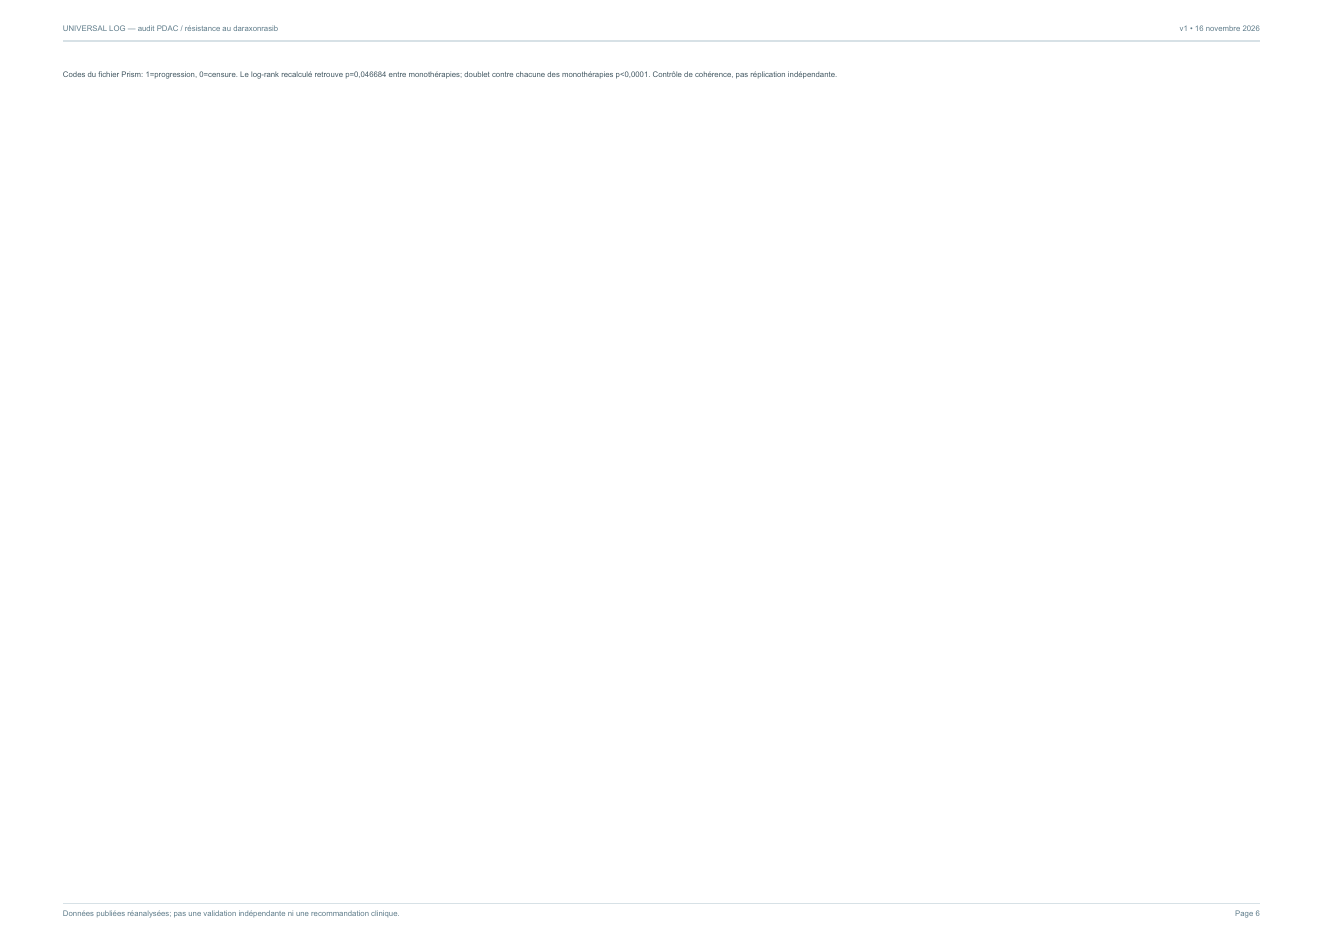 UNIVERSAL LOG — audit PDAC / résistance au daraxonrasib
v1 • 16 novembre 2026
Codes du fichier Prism: 1=progression, 0=censure. Le log-rank recalculé retrouve p=0,046684 entre monothérapies; doublet contre chacune des monothérapies p<0,0001. Contrôle de cohérence, pas réplication indépendante.
Données publiées réanalysées; pas une validation indépendante ni une recommandation clinique.
Page 6